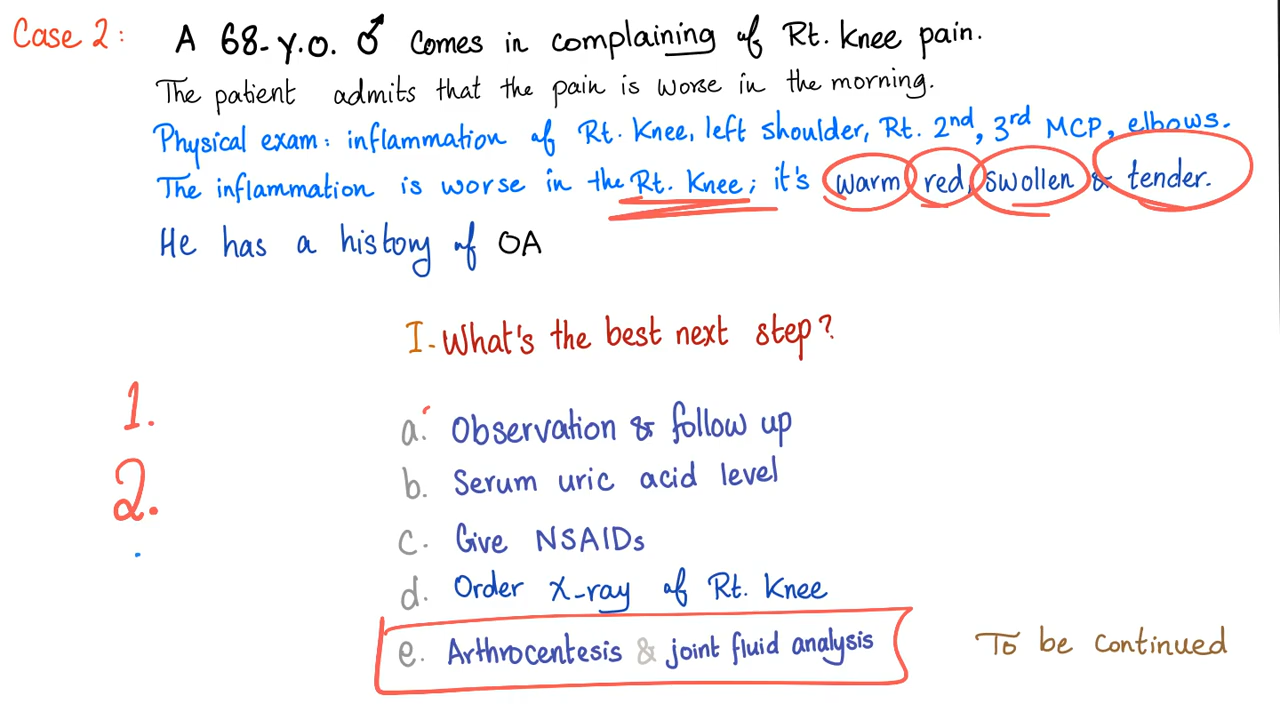 Case 2: A 68-y.o. ♂ comes in complaining of Rt. knee pain.
The patient admits that the pain is worse in the morning.
Physical exam: inflammation of Rt. Knee, left shoulder, Rt. 2nd, 3rd MCP, elbows.
The inflammation is worse in the Rt. Knee; it's warm, red, swollen & tender.
He has a history of OA
I- What's the best next step?
1.
a. Observation & follow up
b. Serum uric acid level
2.
c. Give NSAIDs
d. Order X-ray of Rt. Knee
e. Arthrocentesis & joint fluid analysis
To be continued